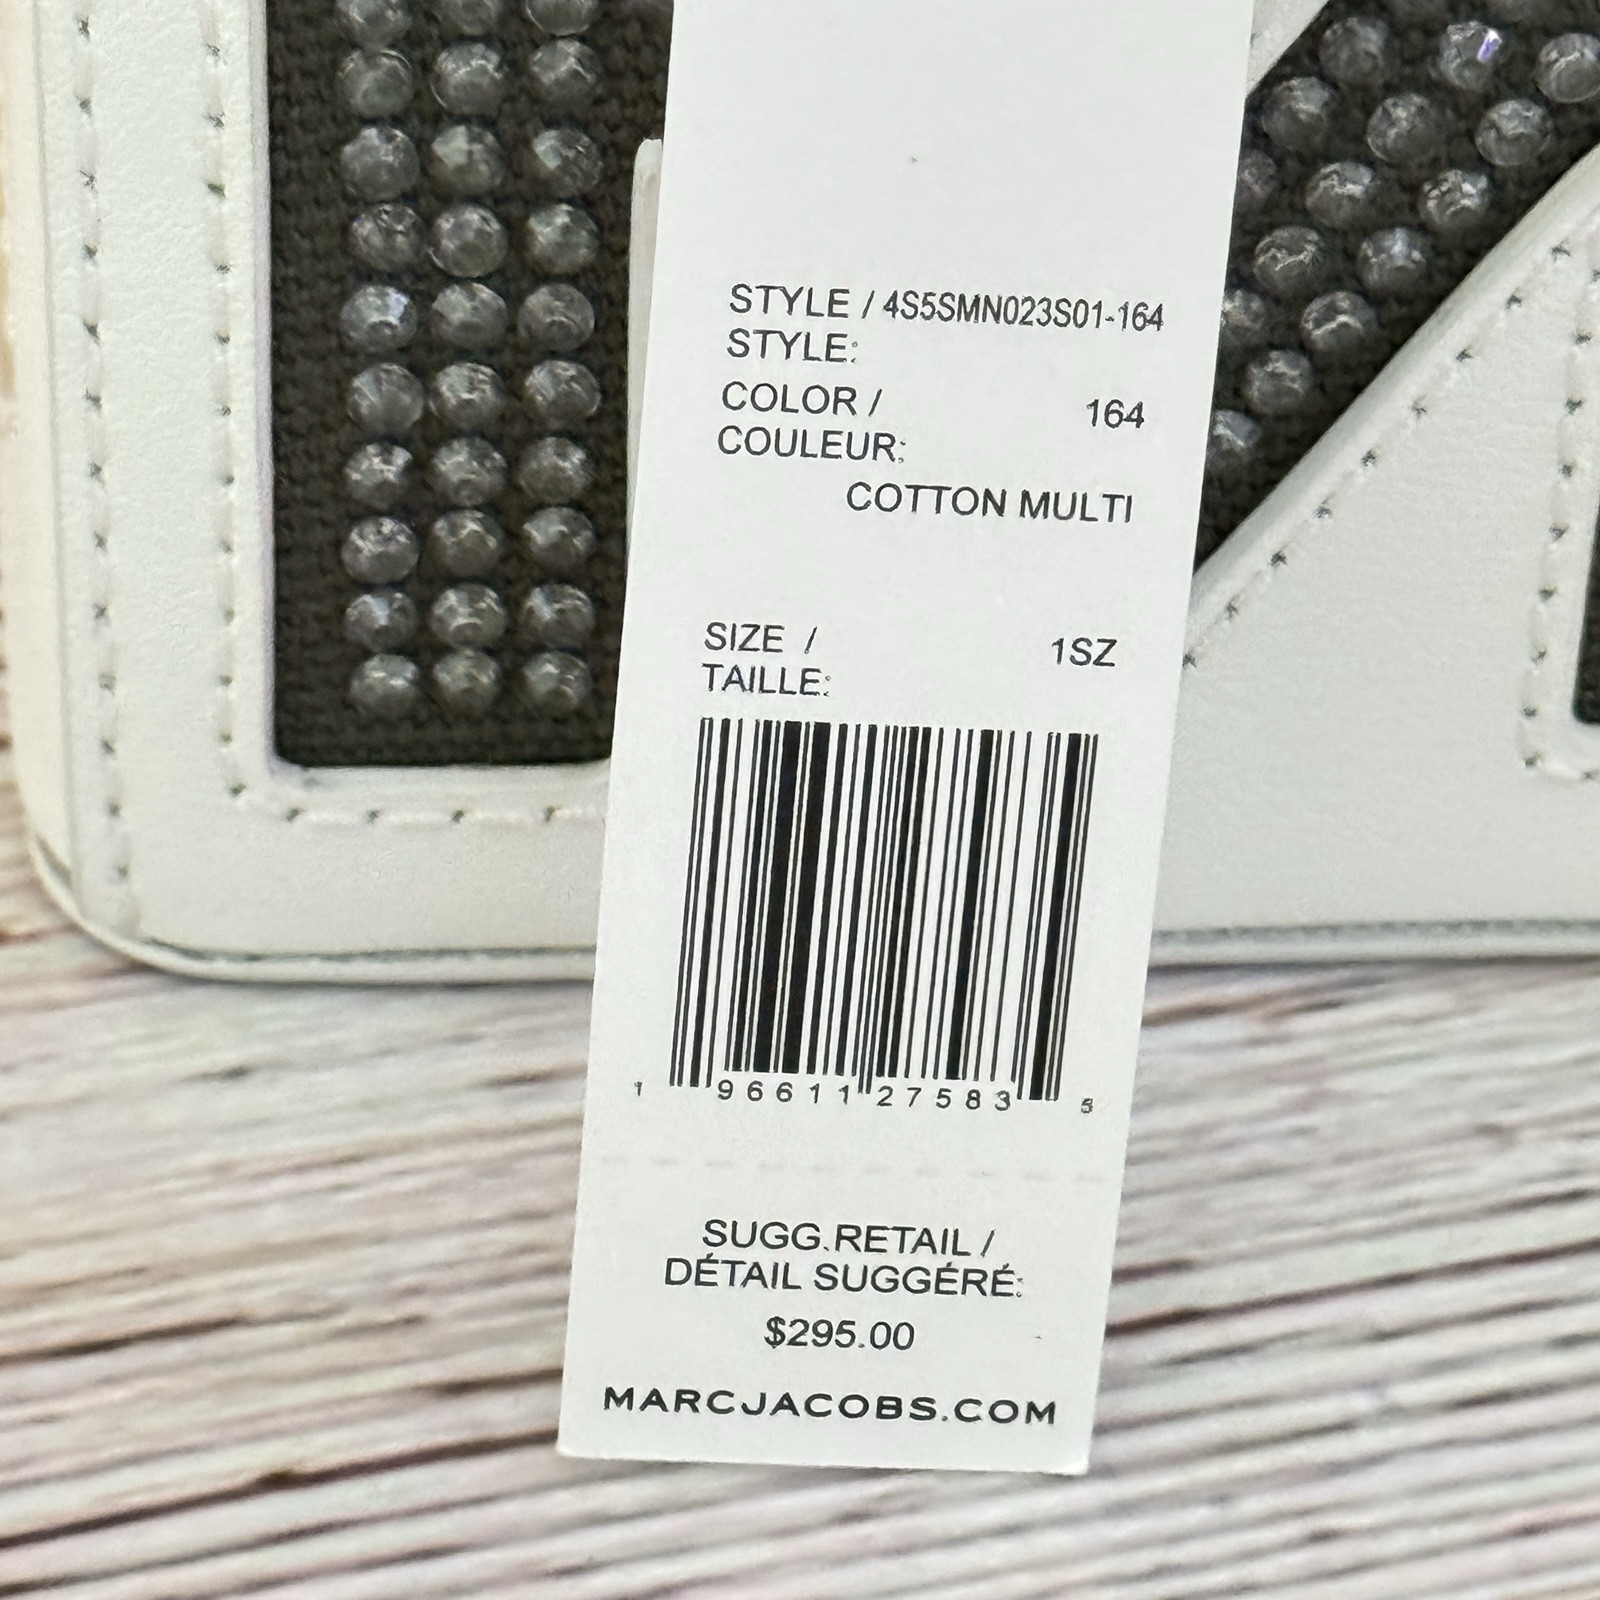 STYLE / 4S5SMN023S01-164
STYLE:
COLOR / 164
COULEUR:
COTTON MULTI
SIZE / 1SZ
TAILLE:
1 96611 27583 5
SUGG.RETAIL /
DÉTAIL SUGGÉRÉ:
$295.00
MARCJACOBS.COM